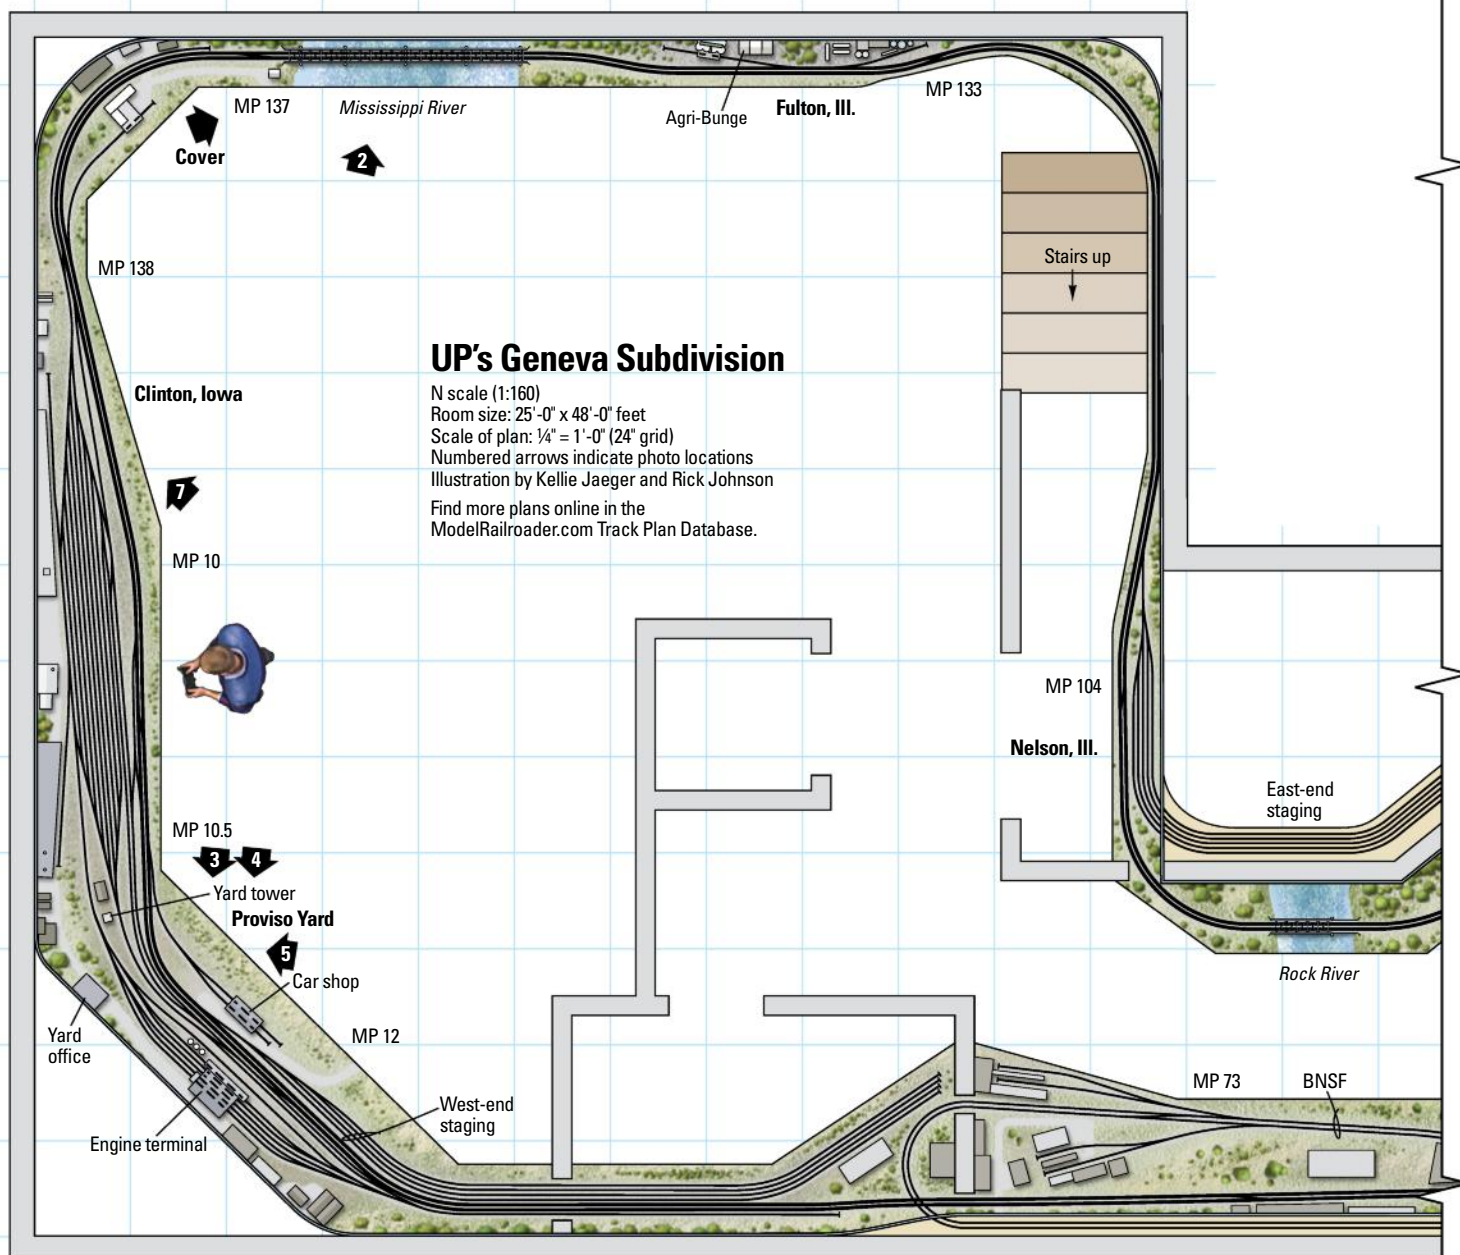 MP 137
Mississippi River
Agri-Bunge
Fulton, Ill.
MP 133
Cover
2
Stairs up
MP 138
UP's Geneva Subdivision
N scale (1:160)
Room size: 25'-0" x 48'-0" feet
Scale of plan: ¼" = 1'-0" (24" grid)
Numbered arrows indicate photo locations
Illustration by Kellie Jaeger and Rick Johnson
Find more plans online in the
ModelRailroader.com Track Plan Database.
Clinton, Iowa
7
MP 10
MP 104
Nelson, Ill.
East-end
staging
MP 10.5
3
4
Yard tower
Proviso Yard
5
Car shop
Rock River
Yard
office
MP 12
MP 73
BNSF
West-end
staging
Engine terminal